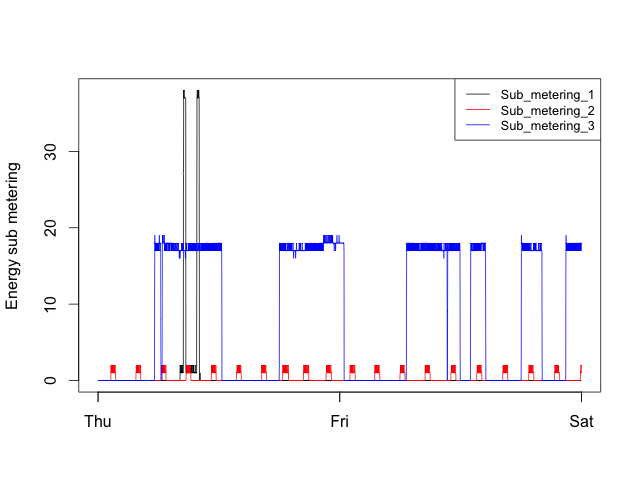 Sub_metering_1
Sub_metering_2
Sub_metering_3
Energy sub metering
30
20
10
0
Thu Fri Sat